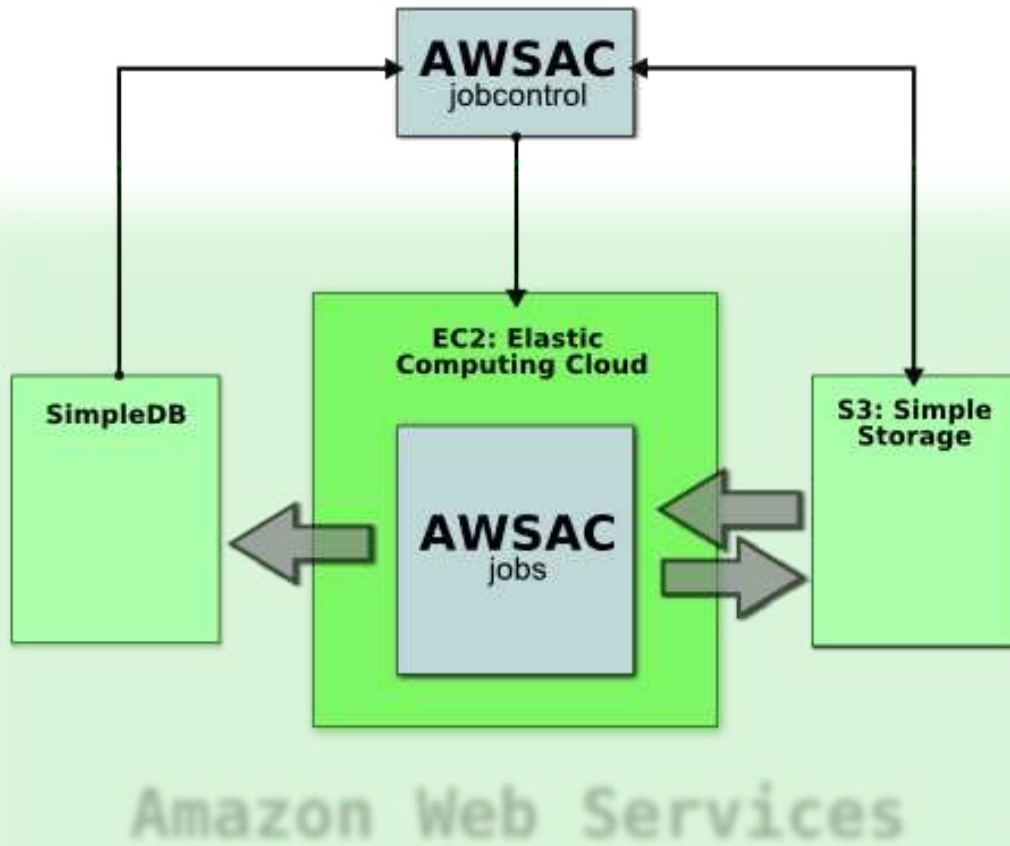 AWSAC
jobcontrol
EC2: Elastic
Computing Cloud
SimpleDB
S3: Simple
Storage
AWSAC
jobs
Amazon Web Services